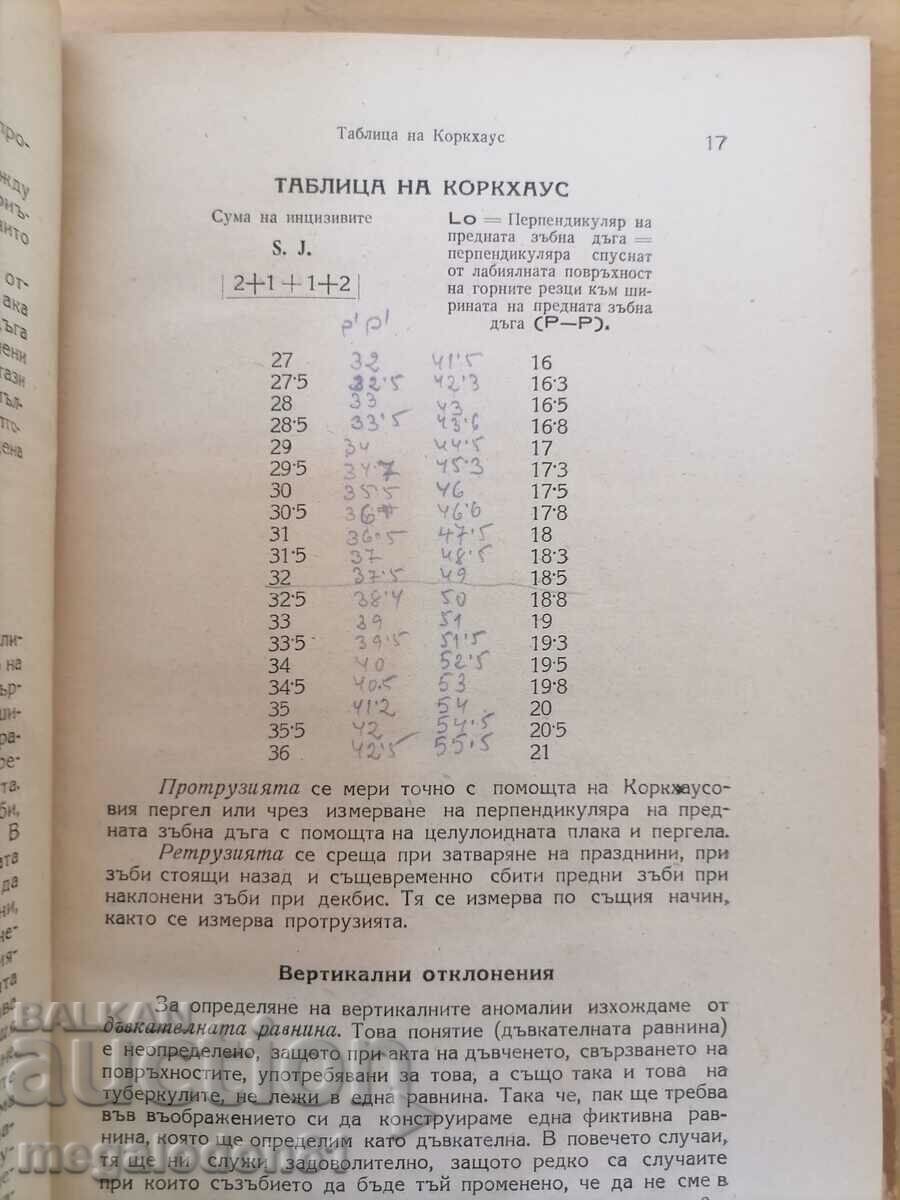 Таблица на Коркхаус 17
ТАБЛИЦА НА КОРКХАУС
Сума на инцизивите
S. J.
2+1 + 1+2
Lo = Перпендикуляр на
предната зъбна дъга =
перпендикуляра спуснат
от лабиялната повръхност
на горните резци към ши-
рината на предната зъбна
дъга (P—P).
27 32 41·5 16
27·5 32·5 42·3 16·3
28 33 43 16·5
28·5 33·5 43·6 16·8
29 34 44·5 17
29·5 34·7 45·3 17·3
30 35·5 46 17·5
30·5 36 46·6 17·8
31 36·5 47·5 18
31·5 37 48·5 18·3
32 37·5 49 18·5
32·5 38·4 50 18·8
33 39 51 19
33·5 39·5 51·5 19·3
34 40 52·5 19·5
34·5 40·5 53 19·8
35 41·2 54 20
35·5 42 54·5 20·5
36 42·5 55·5 21
Протрузията се мери точно с помощта на Коркхаусо-
вия пергел или чрез измерване на перпендикуляра на пред-
ната зъбна дъга с помощта на целулоидната плака и пергела.
Ретрузията се среща при затваряне на празднини, при
зъби стоящи назад и същевременно сбити предни зъби при
наклонени зъби при декбис. Тя се измерва по същия начин,
както се измерва протрузията.
Вертикални отклонения
За определяне на вертикалните аномалии изхождаме от
дъвкателната равнина. Това понятие (дъвкателната равнина)
е неопределено, защото при акта на дъвченето, свързването на
повръхностите, употребявани за това, а също така и това на
туберкулите, не лежи в една равнина. Така че, пак ще трябва
във въображението си да конструираме една фиктивна рав-
нина, която ще определим като дъвкателна. В повечето случаи,
тя ще ни служи задоволително, защото редко са случаите
при които съзъбието да бъде тъй променено, че да не сме в
BALKAN
auction
megalodon61